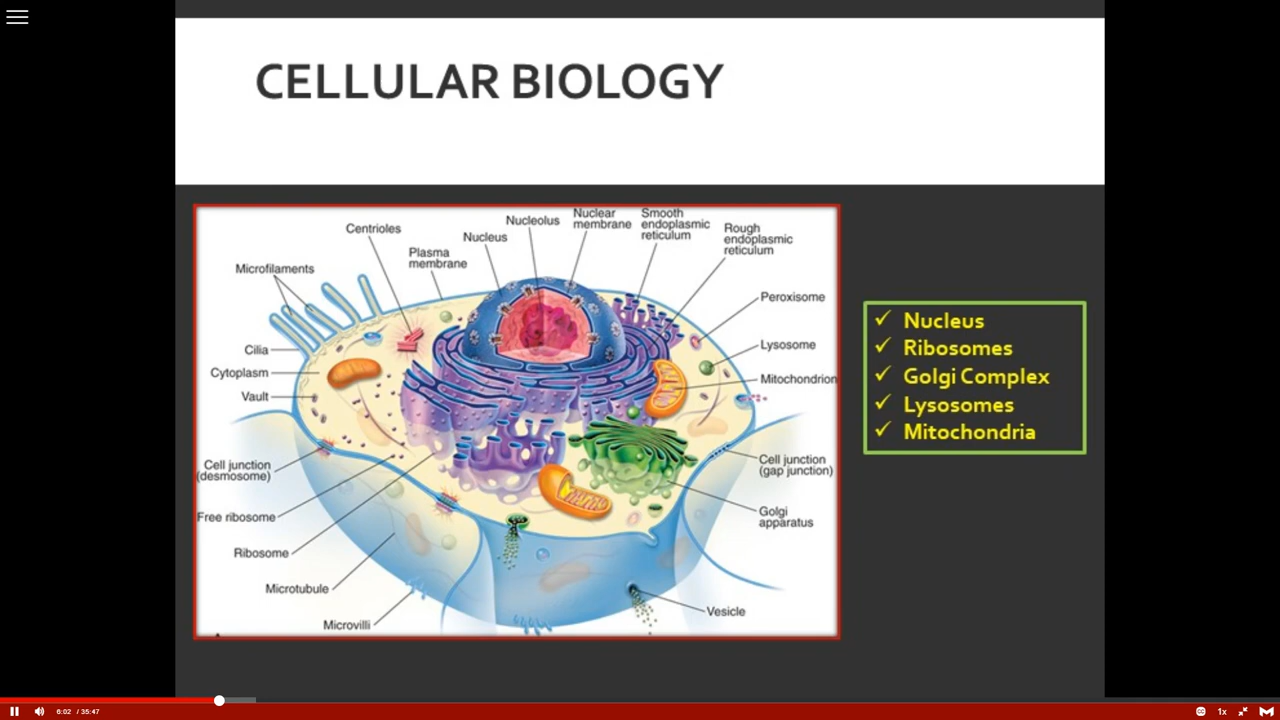 CELLULAR BIOLOGY
Centrioles
Nucleolus
Nucleus
Nuclear
membrane
Smooth
endoplasmic
reticulum
Rough
endoplasmic
reticulum
Plasma
membrane
Microfilaments
Peroxisome
Lysosome
Mitochondrion
Cilia
Cytoplasm
Vault
Cell junction
(desmosome)
Cell junction
(gap junction)
Free ribosome
Golgi
apparatus
Ribosome
Microtubule
Vesicle
Microvilli
✓ Nucleus
✓ Ribosomes
✓ Golgi Complex
✓ Lysosomes
✓ Mitochondria
6:02 / 35:47
1x